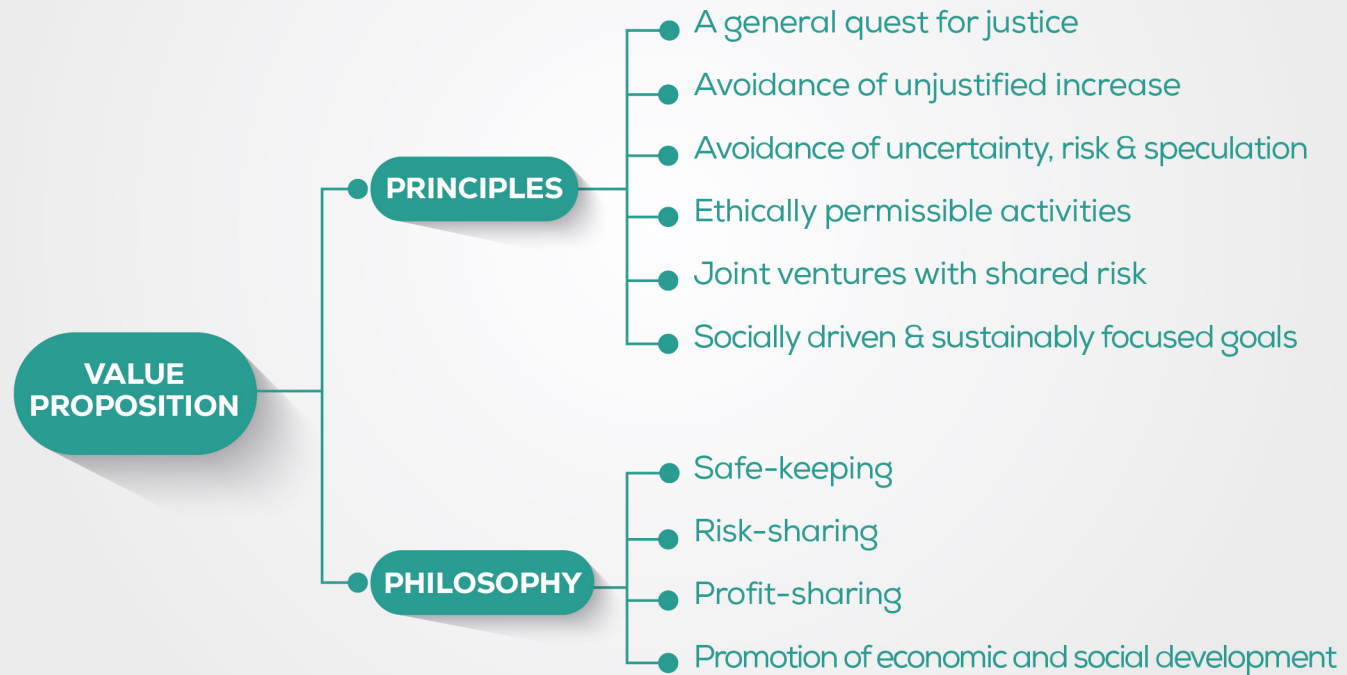 VALUE
PROPOSITION
PRINCIPLES
A general quest for justice
Avoidance of unjustified increase
Avoidance of uncertainty, risk & speculation
Ethically permissible activities
Joint ventures with shared risk
Socially driven & sustainably focused goals
PHILOSOPHY
Safe-keeping
Risk-sharing
Profit-sharing
Promotion of economic and social development